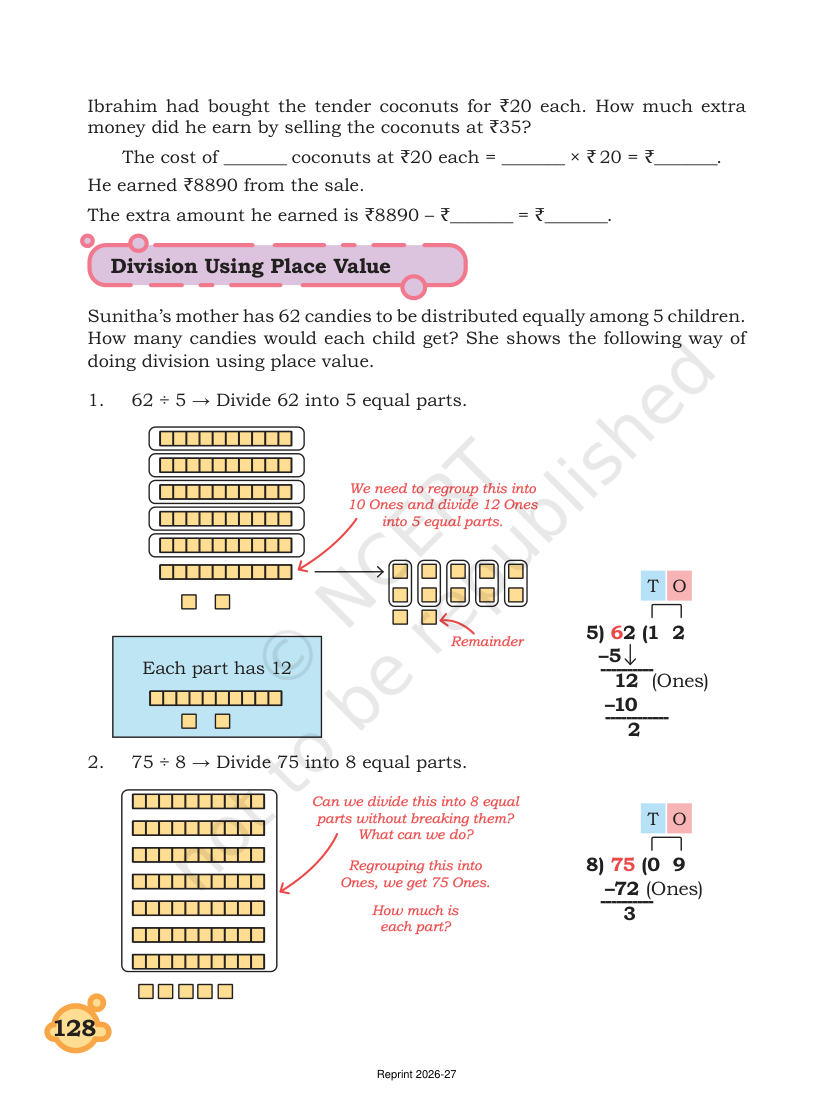 Ibrahim had bought the tender coconuts for ₹20 each. How much extra
money did he earn by selling the coconuts at ₹35?
The cost of _______ coconuts at ₹20 each = _______ × ₹ 20 = ₹_______.
He earned ₹8890 from the sale.
The extra amount he earned is ₹8890 – ₹_______ = ₹_______.
Division Using Place Value
Sunitha’s mother has 62 candies to be distributed equally among 5 children.
How many candies would each child get? She shows the following way of
doing division using place value.
1. 62 ÷ 5 → Divide 62 into 5 equal parts.
We need to regroup this into
10 Ones and divide 12 Ones
into 5 equal parts.
Remainder
Each part has 12
T O
5) 62 (1 2
–5
12 (Ones)
–10
2
2. 75 ÷ 8 → Divide 75 into 8 equal parts.
Can we divide this into 8 equal
parts without breaking them?
What can we do?
Regrouping this into
Ones, we get 75 Ones.
How much is
each part?
T O
8) 75 (0 9
–72 (Ones)
3
© NCERT
not to be republished
128
Reprint 2026-27